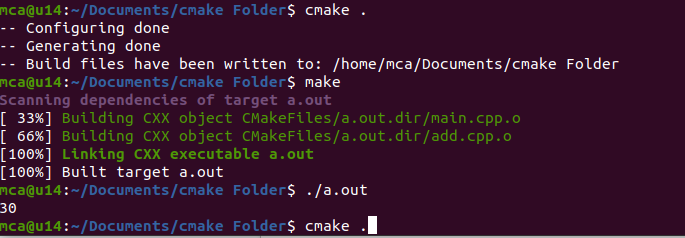 mca@u14:~/Documents/cmake Folder$ cmake .
-- Configuring done
-- Generating done
-- Build files have been written to: /home/mca/Documents/cmake Folder
mca@u14:~/Documents/cmake Folder$ make
Scanning dependencies of target a.out
[ 33%] Building CXX object CMakeFiles/a.out.dir/main.cpp.o
[ 66%] Building CXX object CMakeFiles/a.out.dir/add.cpp.o
[100%] Linking CXX executable a.out
[100%] Built target a.out
mca@u14:~/Documents/cmake Folder$ ./a.out
30
mca@u14:~/Documents/cmake Folder$ cmake .